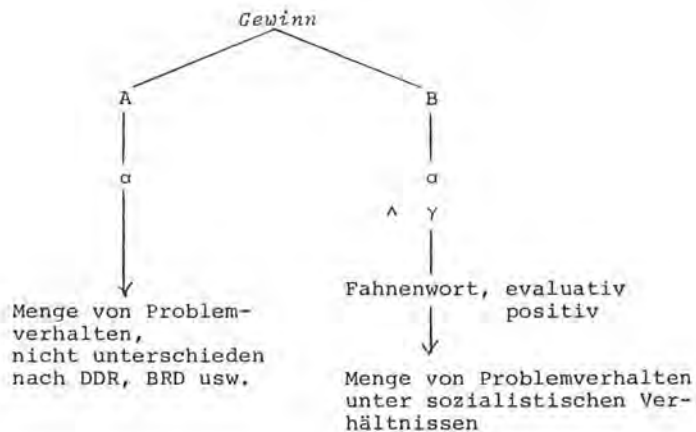 Gewinn
A
B
α
α
^ γ
Fahnenwort, evaluativ
positiv
Menge von Problem-
verhalten,
nicht unterschieden
nach DDR, BRD usw.
Menge von Problemverhalten
unter sozialistischen Ver-
hältnissen